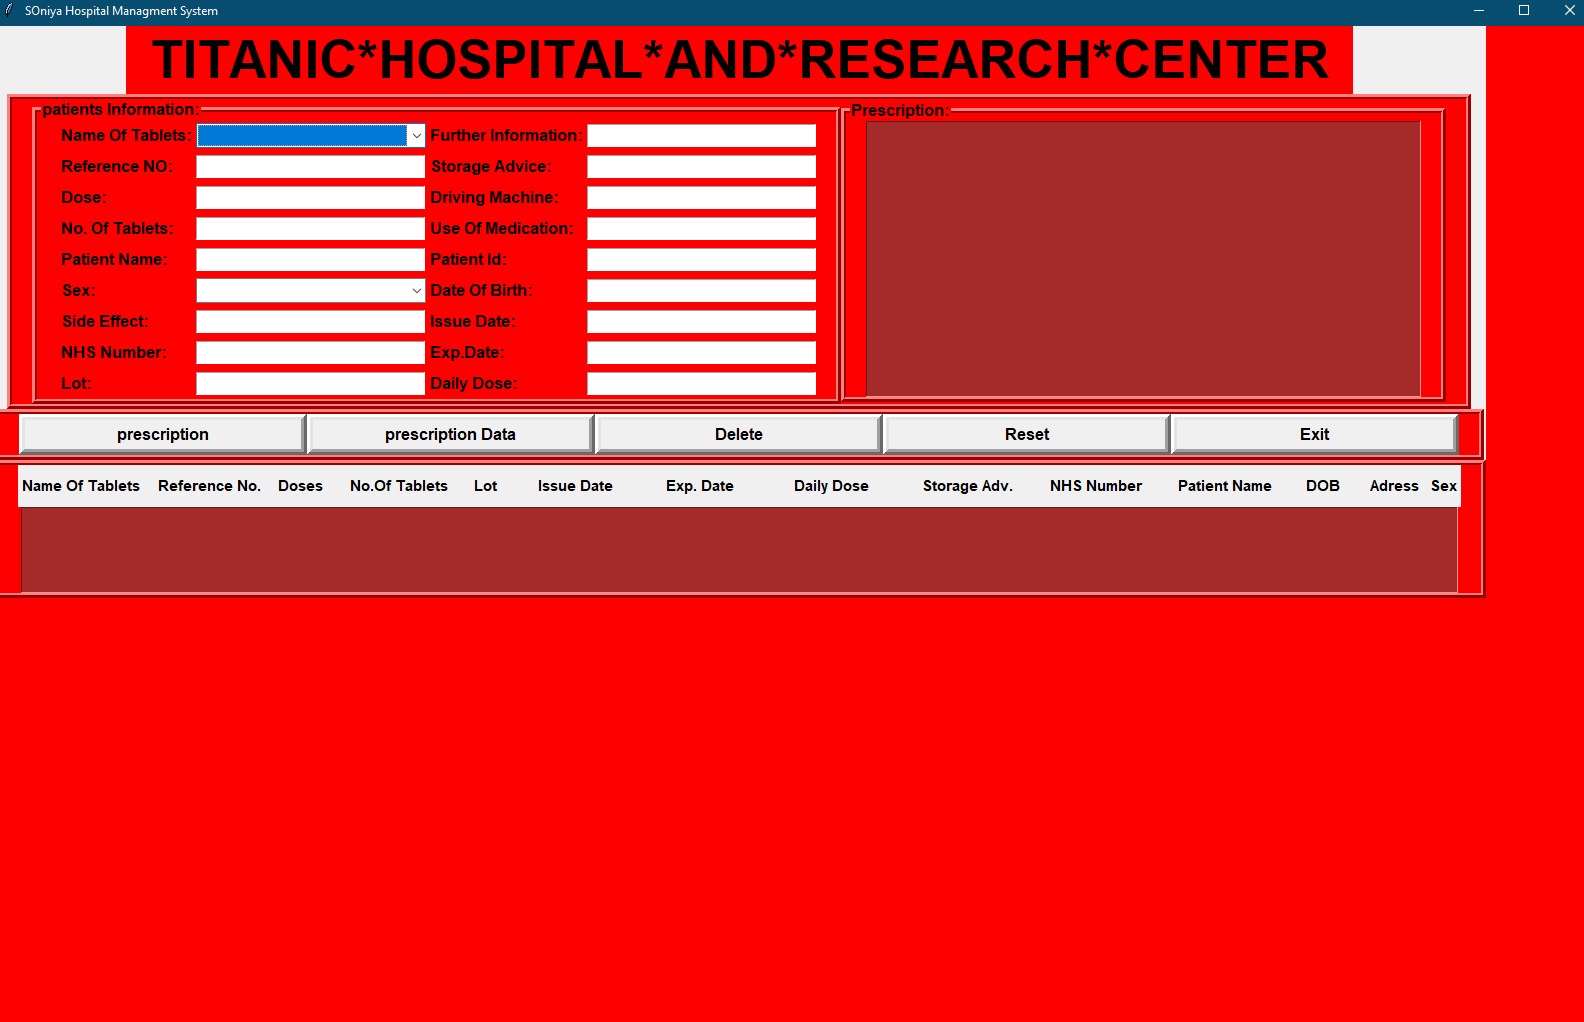 SOniya Hospital Managment System
TITANIC*HOSPITAL*AND*RESEARCH*CENTER
patients Information:
Name Of Tablets:
Further Information:
Reference NO:
Storage Advice:
Dose:
Driving Machine:
No. Of Tablets:
Use Of Medication:
Patient Name:
Patient Id:
Sex:
Date Of Birth:
Side Effect:
Issue Date:
NHS Number:
Exp.Date:
Lot:
Daily Dose:
Prescription:
prescription prescription Data Delete Reset Exit
Name Of Tablets Reference No. Doses No.Of Tablets Lot Issue Date Exp. Date Daily Dose Storage Adv. NHS Number Patient Name DOB Adress Sex